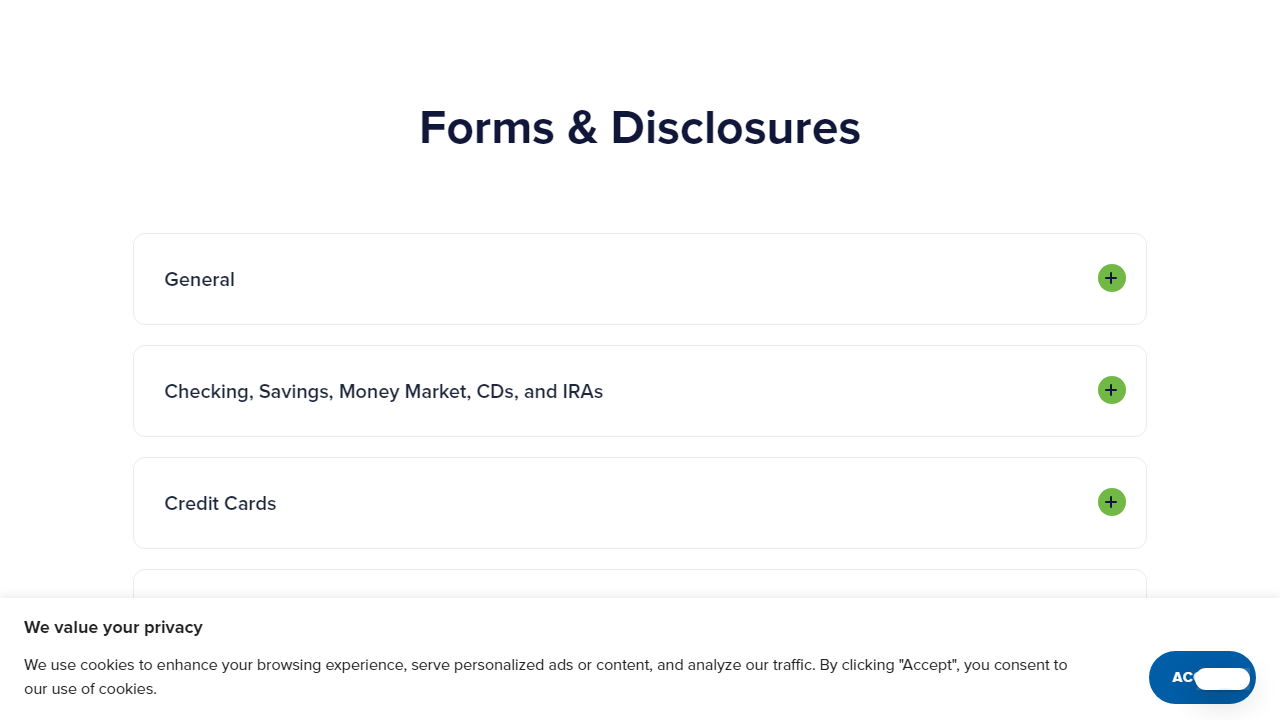 Forms & Disclosures
General
Checking, Savings, Money Market, CDs, and IRAs
Credit Cards
We value your privacy
We use cookies to enhance your browsing experience, serve personalized ads or content, and analyze our traffic. By clicking "Accept", you consent to
our use of cookies.